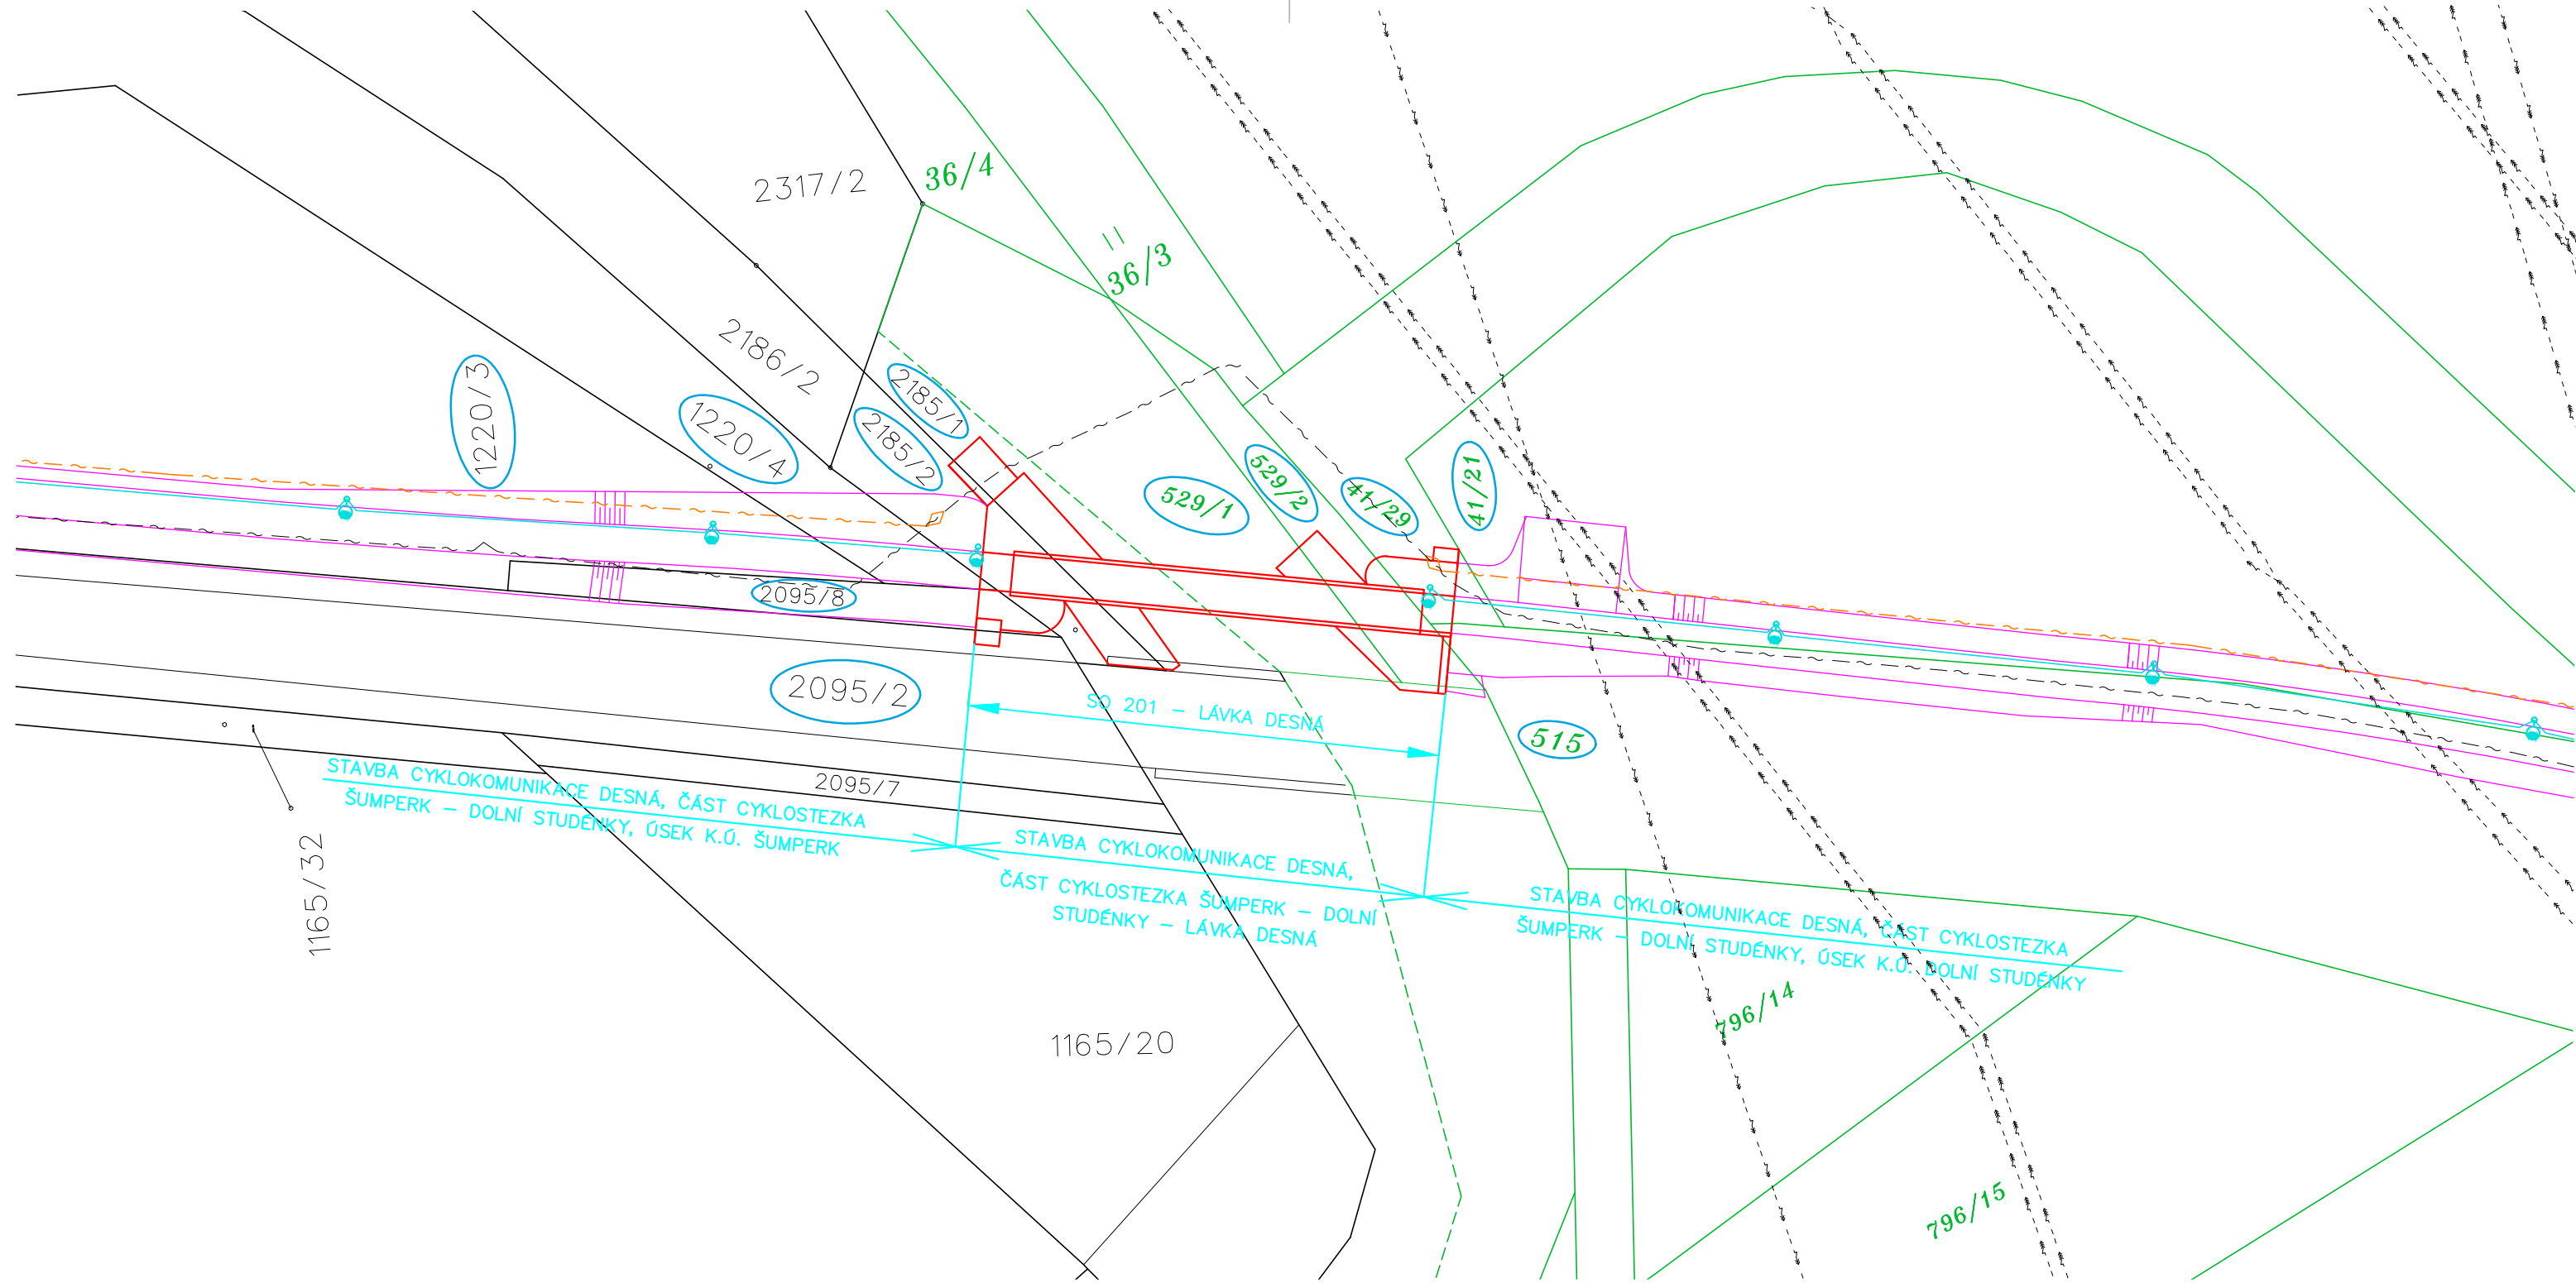 2317/2
36/4
36/3
2186/2
1220/3
1220/4
2185/1
2185/2
529/1
529/2
41/29
41/21
2095/8
2095/2
SO 201 – LÁVKA DESNÁ
515
2095/7
STAVBA CYKLOKOMUNIKACE DESNÁ, ČÁST CYKLOSTEZKA
ŠUMPERK – DOLNÍ STUDÉNKY, ÚSEK K.Ú. ŠUMPERK
STAVBA CYKLOKOMUNIKACE DESNÁ,
ČÁST CYKLOSTEZKA ŠUMPERK – DOLNÍ
STUDÉNKY – LÁVKA DESNÁ
STAVBA CYKLOKOMUNIKACE DESNÁ, ČÁST CYKLOSTEZKA
ŠUMPERK – DOLNÍ STUDÉNKY, ÚSEK K.Ú. DOLNÍ STUDÉNKY
1165/32
1165/20
796/14
796/15